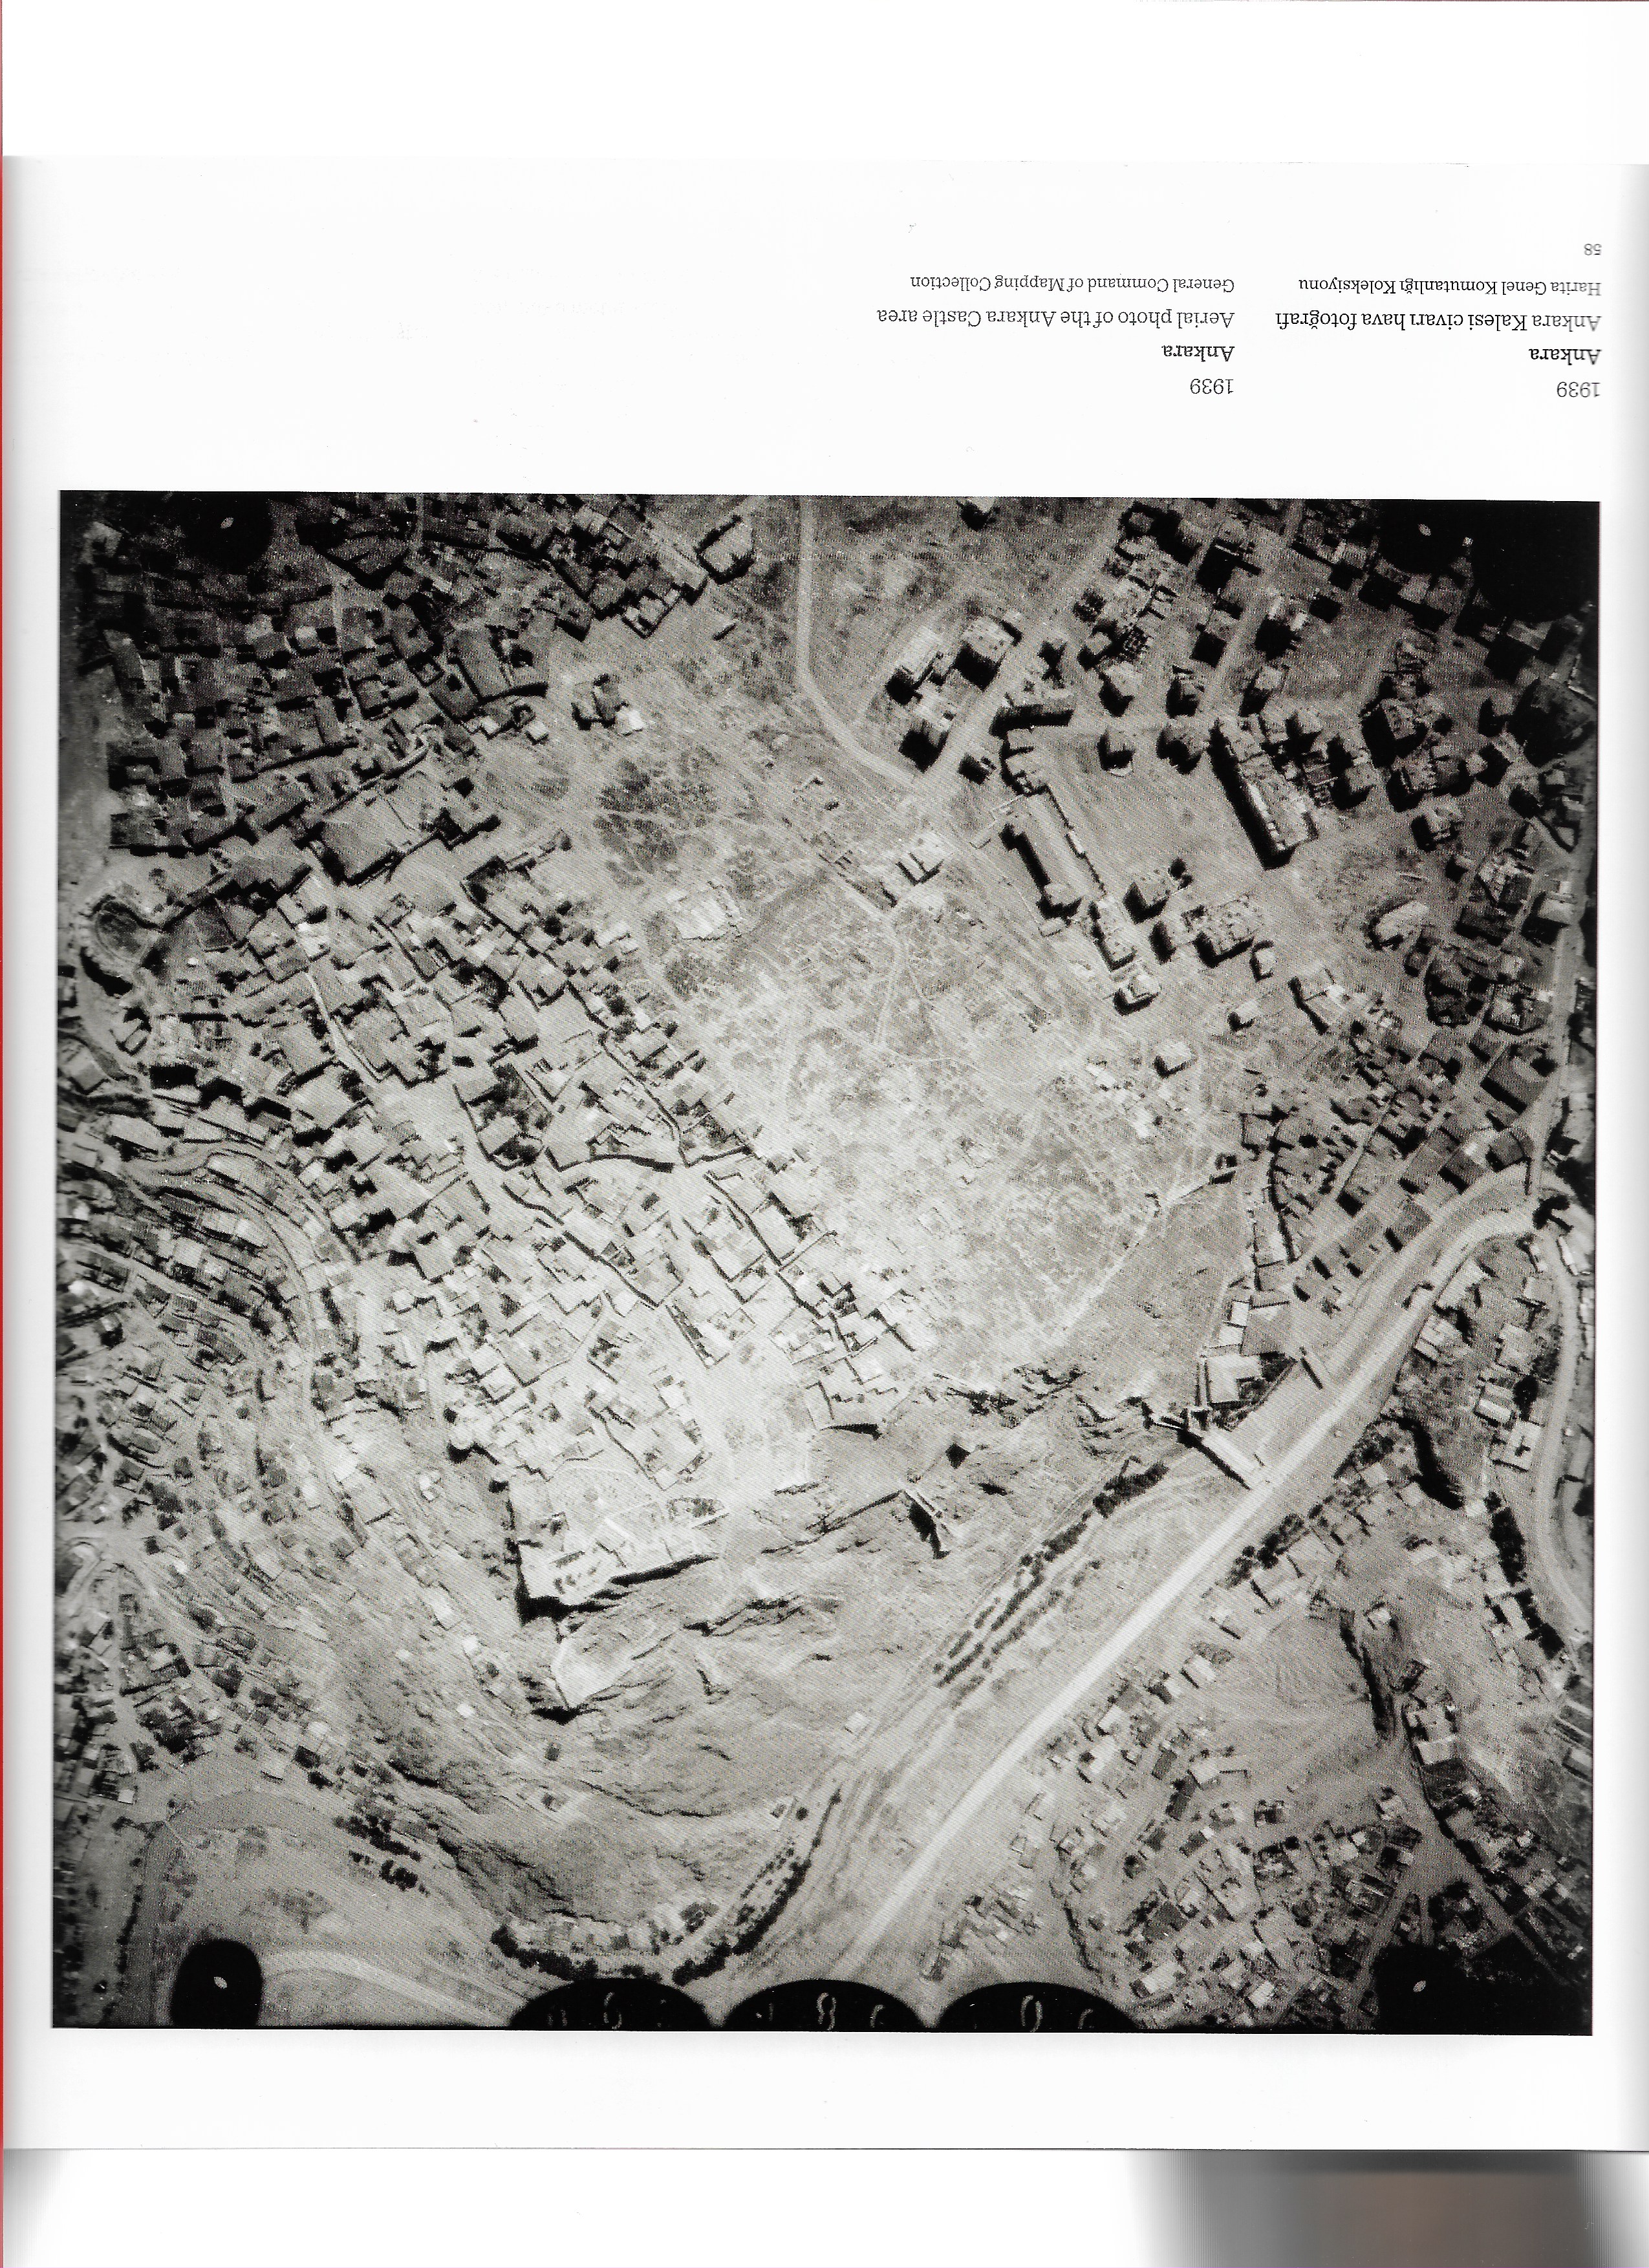 1939
Ankara
Ankara Kalesi civarı hava fotoğrafı
Harita Genel Komutanlığı Koleksiyonu
1939
Ankara
Aerial photo of the Ankara Castle area
General Command of Mapping Collection
58